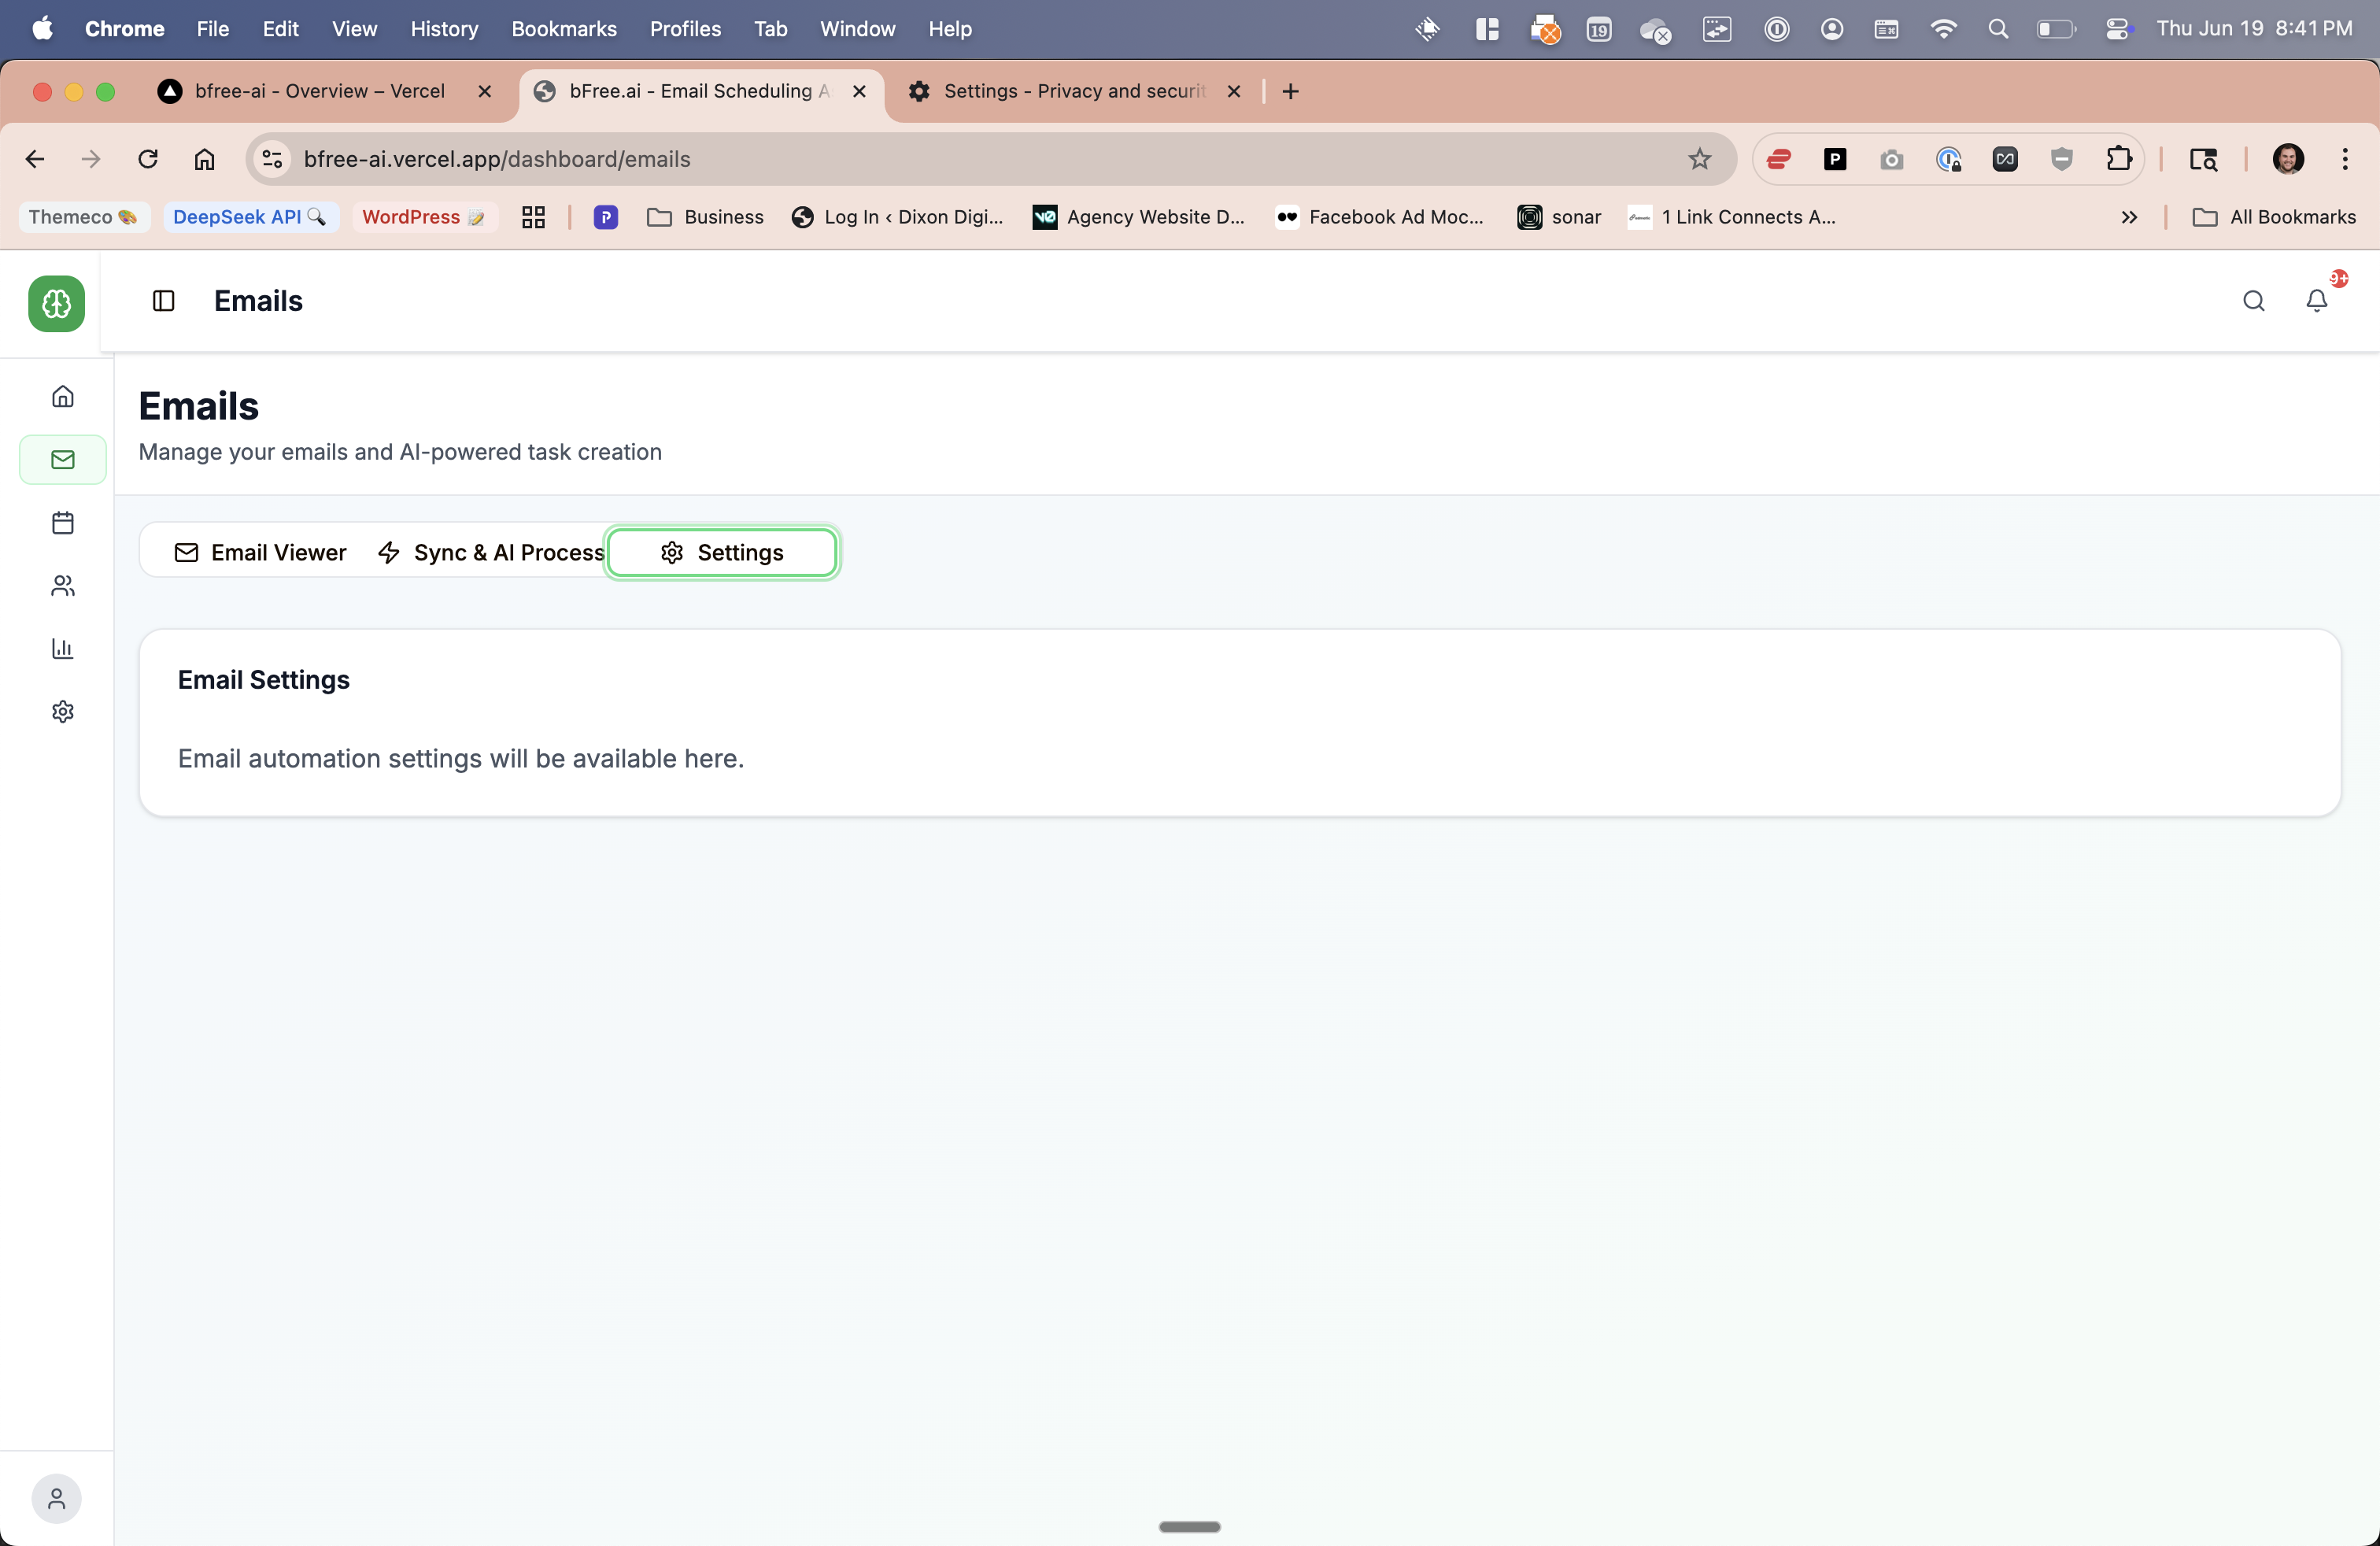 Chrome File Edit View History Bookmarks Profiles Tab Window Help 19 Thu Jun 19 8:41 PM
bfree-ai - Overview – Vercel bFree.ai - Email Scheduling A Settings - Privacy and securit
bfree-ai.vercel.app/dashboard/emails
Themeco DeepSeek API WordPress P Business Log In ‹ Dixon Digi... Agency Website D... Facebook Ad Moc... sonar 1 Link Connects A... All Bookmarks
Emails 9+
Emails
Manage your emails and AI-powered task creation
Email Viewer Sync & AI Process Settings
Email Settings
Email automation settings will be available here.